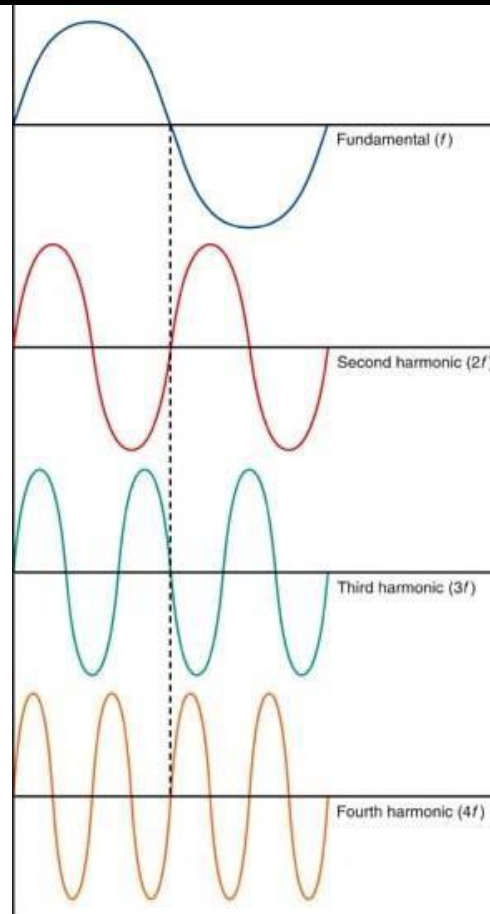 Fundamental (f)
Second harmonic (2f)
Third harmonic (3f)
Fourth harmonic (4f)